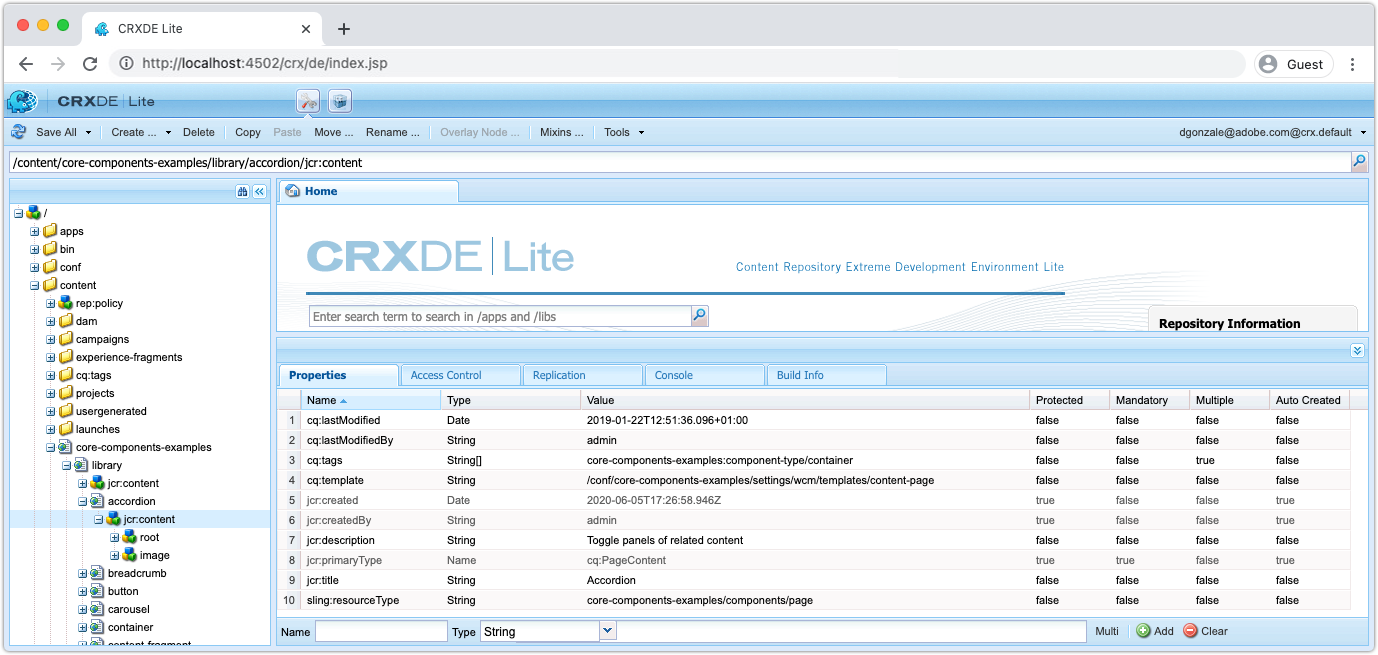 CRXDE Lite
http://localhost:4502/crx/de/index.jsp
Guest
CRXDE Lite
Save All Create ... Delete Copy Paste Move ... Rename ... Overlay Node ... Mixins ... Tools dgonzale@adobe.com@crx.default
/content/core-components-examples/library/accordion/jcr:content
/
apps
bin
conf
content
rep:policy
dam
campaigns
experience-fragments
cq:tags
projects
usergenerated
launches
core-components-examples
library
jcr:content
accordion
jcr:content
root
image
breadcrumb
button
carousel
container
content-fragment
Home
CRXDE Lite
Content Repository Extreme Development Environment Lite
Enter search term to search in /apps and /libs
Repository Information
Properties Access Control Replication Console Build Info
Name Type Value Protected Mandatory Multiple Auto Created
1 cq:lastModified Date 2019-01-22T12:51:36.096+01:00 false false false false
2 cq:lastModifiedBy String admin false false false false
3 cq:tags String[] core-components-examples:component-type/container false false true false
4 cq:template String /conf/core-components-examples/settings/wcm/templates/content-page false false false false
5 jcr:created Date 2020-06-05T17:26:58.946Z true false false true
6 jcr:createdBy String admin true false false true
7 jcr:description String Toggle panels of related content false false false false
8 jcr:primaryType Name cq:PageContent true true false true
9 jcr:title String Accordion false false false false
10 sling:resourceType String core-components-examples/components/page false false false false
Name Type String Multi Add Clear